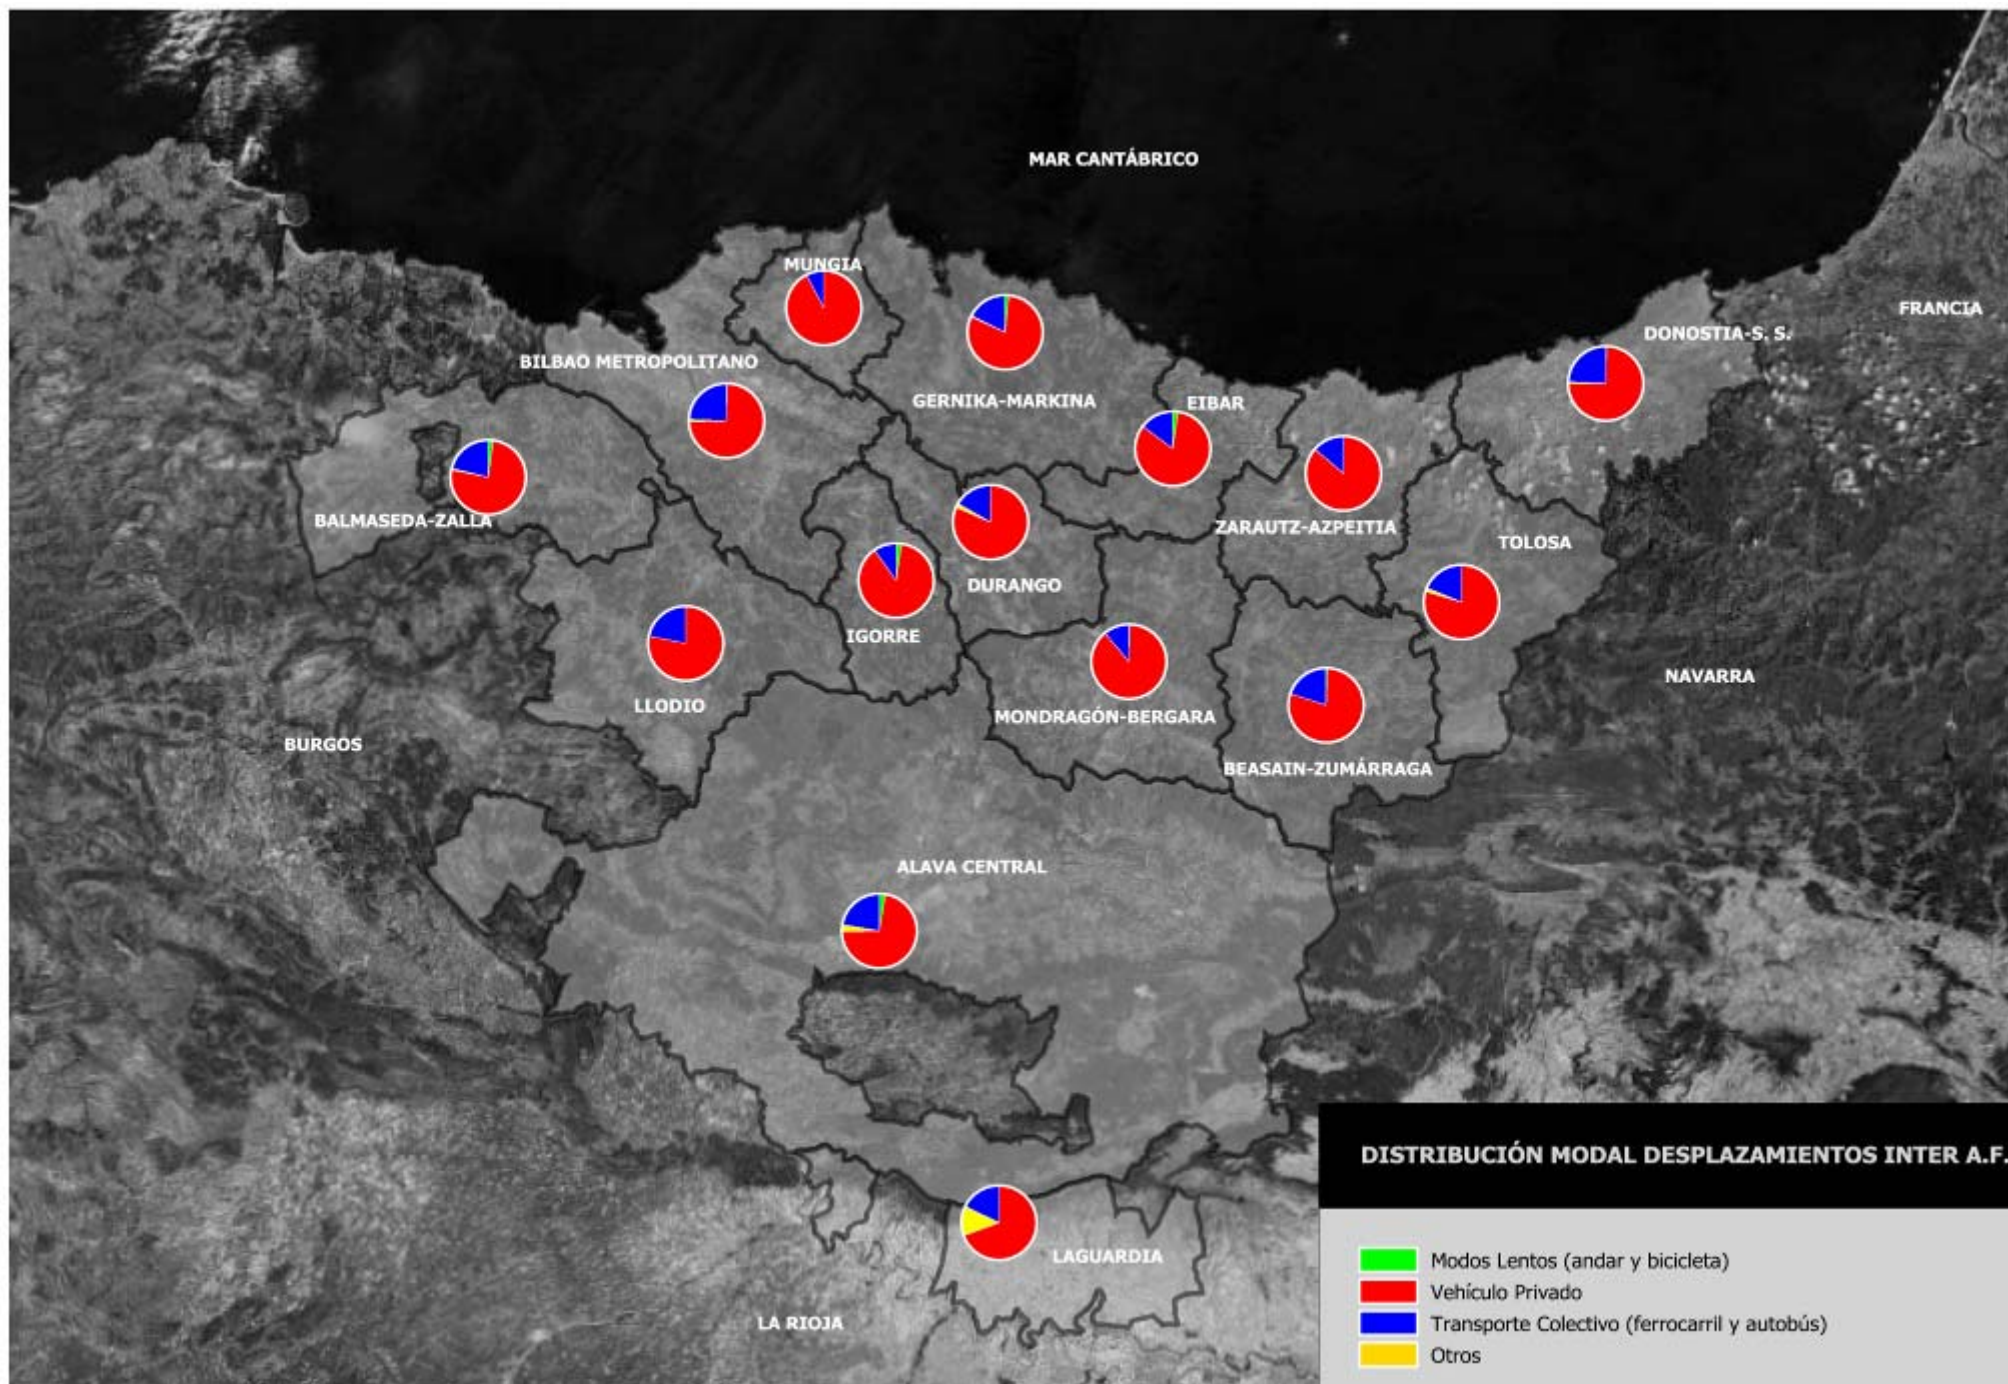 MAR CANTÁBRICO
MUNGIA
FRANCIA
DONOSTIA-S. S.
BILBAO METROPOLITANO
GERNIKA-MARKINA
EIBAR
BALMASEDA-ZALLA
ZARAUTZ-AZPEITIA
TOLOSA
DURANGO
IGORRE
NAVARRA
LLODIO
MONDRAGÓN-BERGARA
BURGOS
BEASAIN-ZUMÁRRAGA
ALAVA CENTRAL
DISTRIBUCIÓN MODAL DESPLAZAMIENTOS INTER A.F.
LAGUARDIA
Modos Lentos (andar y bicicleta)
Vehículo Privado
LA RIOJA
Transporte Colectivo (ferrocarril y autobús)
Otros